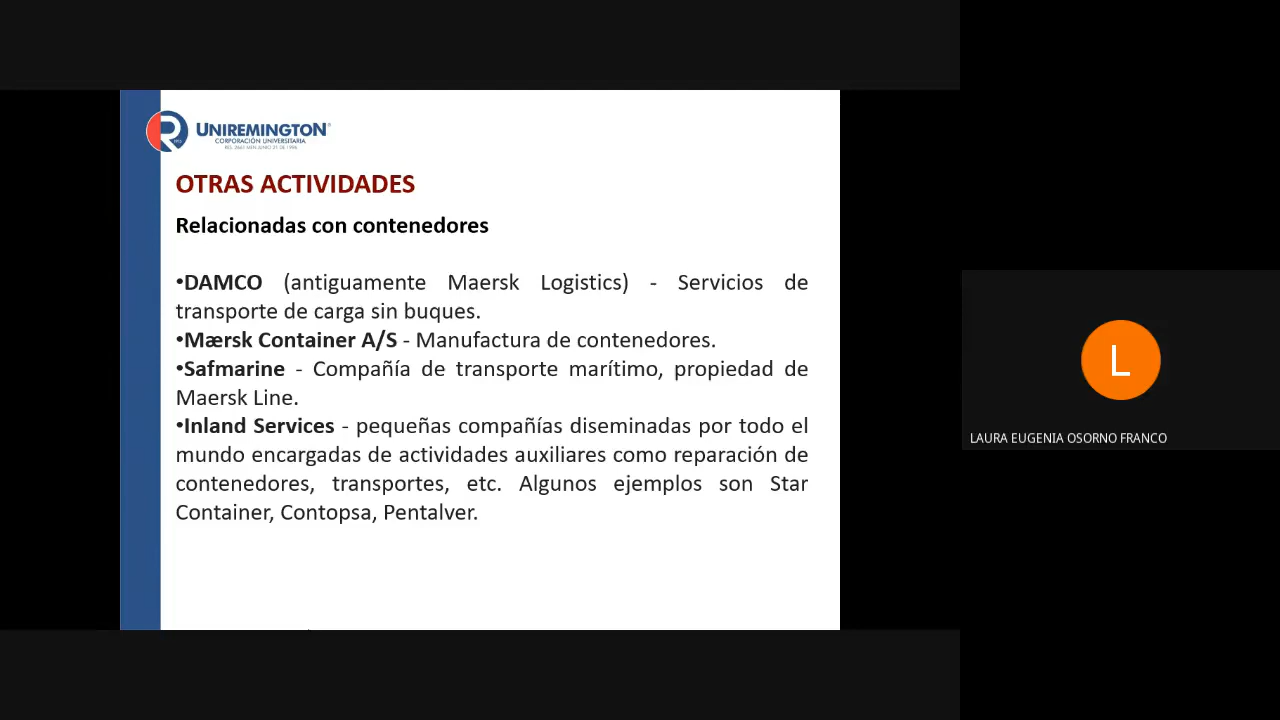 UNIREMINGTON®
CORPORACIÓN UNIVERSITARIA
OTRAS ACTIVIDADES
Relacionadas con contenedores
•DAMCO (antiguamente Maersk Logistics) - Servicios de
transporte de carga sin buques.
•Mærsk Container A/S - Manufactura de contenedores.
•Safmarine - Compañía de transporte marítimo, propiedad de
Maersk Line.
•Inland Services - pequeñas compañías diseminadas por todo el
mundo encargadas de actividades auxiliares como reparación de
contenedores, transportes, etc. Algunos ejemplos son Star
Container, Contopsa, Pentalver.
L
LAURA EUGENIA OSORNO FRANCO